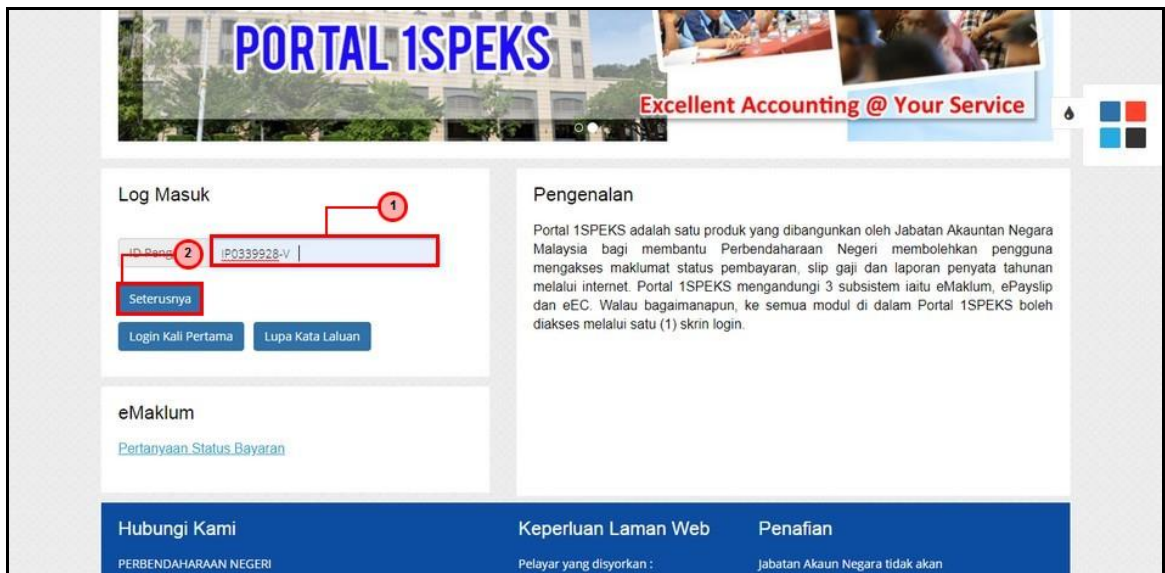 PORTAL 1SPEKS
Excellent Accounting @ Your Service
Log Masuk
1
2
IP0339928-V
Seterusnya
Login Kali Pertama
Lupa Kata Laluan
eMaklum
Pertanyaan Status Bayaran
Pengenalan
Portal 1SPEKS adalah satu produk yang dibangunkan oleh Jabatan Akauntan Negara
Malaysia bagi membantu Perbendaharaan Negeri membolehkan pengguna
mengakses maklumat status pembayaran, slip gaji dan laporan penyata tahunan
melalui internet. Portal 1SPEKS mengandungi 3 subsistem iaitu eMaklum, ePayslip
dan eEC. Walau bagaimanapun, ke semua modul di dalam Portal 1SPEKS boleh
diakses melalui satu (1) skrin login.
Hubungi Kami
PERBENDAHARAAN NEGERI
Keperluan Laman Web
Pelayar yang disyorkan :
Penafian
Jabatan Akaun Negara tidak akan